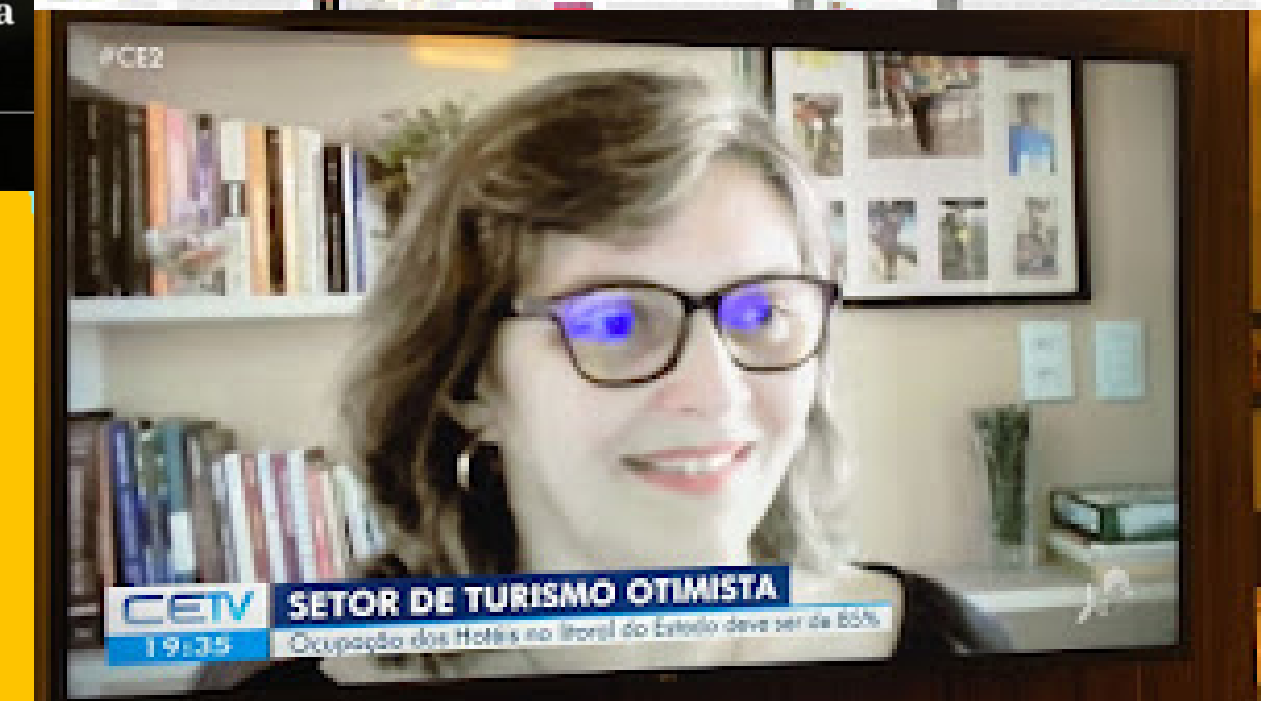 a
#CE2
CETV
SETOR DE TURISMO OTIMISTA
19:35
Ocupação dos Hotéis no litoral do Estado deve ser de 85%